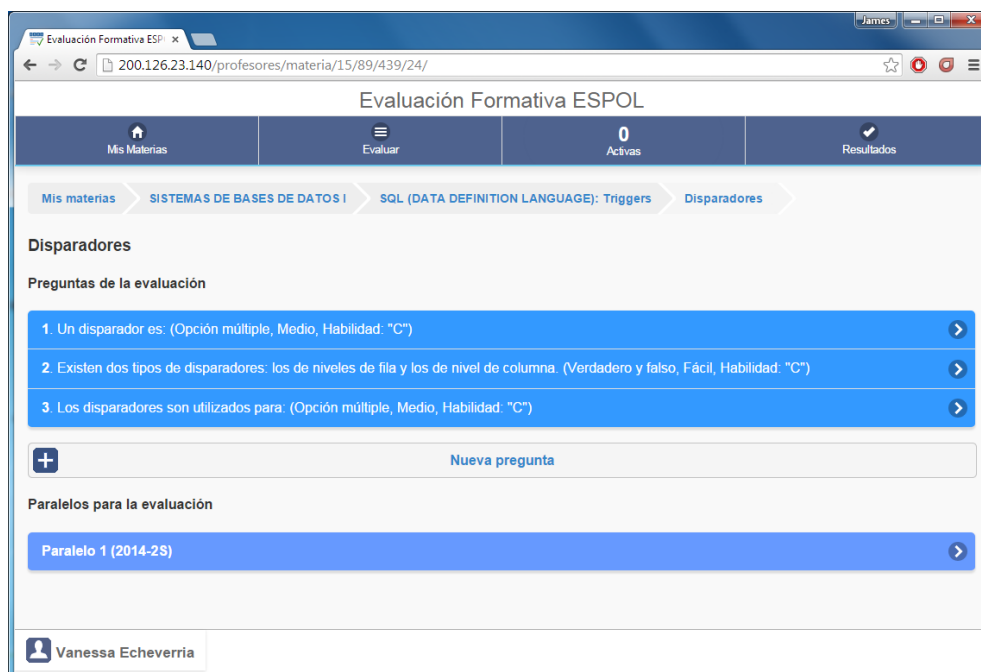 James
Evaluación Formativa ESP
200.126.23.140/profesores/materia/15/89/439/24/
Evaluación Formativa ESPOL
Mis Materias
Evaluar
0
Activas
Resultados
Mis materias
SISTEMAS DE BASES DE DATOS I
SQL (DATA DEFINITION LANGUAGE): Triggers
Disparadores
Disparadores
Preguntas de la evaluación
1. Un disparador es: (Opción múltiple, Medio, Habilidad: "C")
2. Existen dos tipos de disparadores: los de niveles de fila y los de nivel de columna. (Verdadero y falso, Fácil, Habilidad: "C")
3. Los disparadores son utilizados para: (Opción múltiple, Medio, Habilidad: "C")
Nueva pregunta
Paralelos para la evaluación
Paralelo 1 (2014-2S)
Vanessa Echeverria